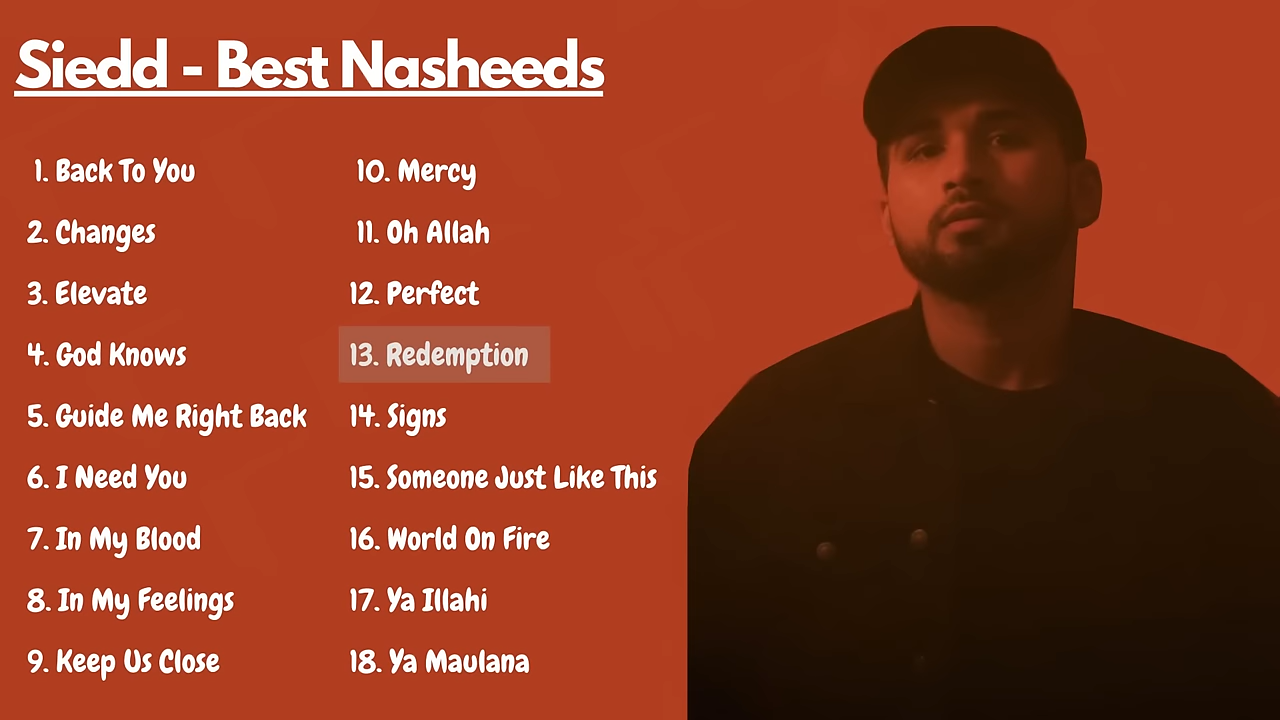 Siedd - Best Nasheeds
1. Back To You
2. Changes
3. Elevate
4. God Knows
5. Guide Me Right Back
6. I Need You
7. In My Blood
8. In My Feelings
9. Keep Us Close
10. Mercy
11. Oh Allah
12. Perfect
13. Redemption
14. Signs
15. Someone Just Like This
16. World On Fire
17. Ya Illahi
18. Ya Maulana